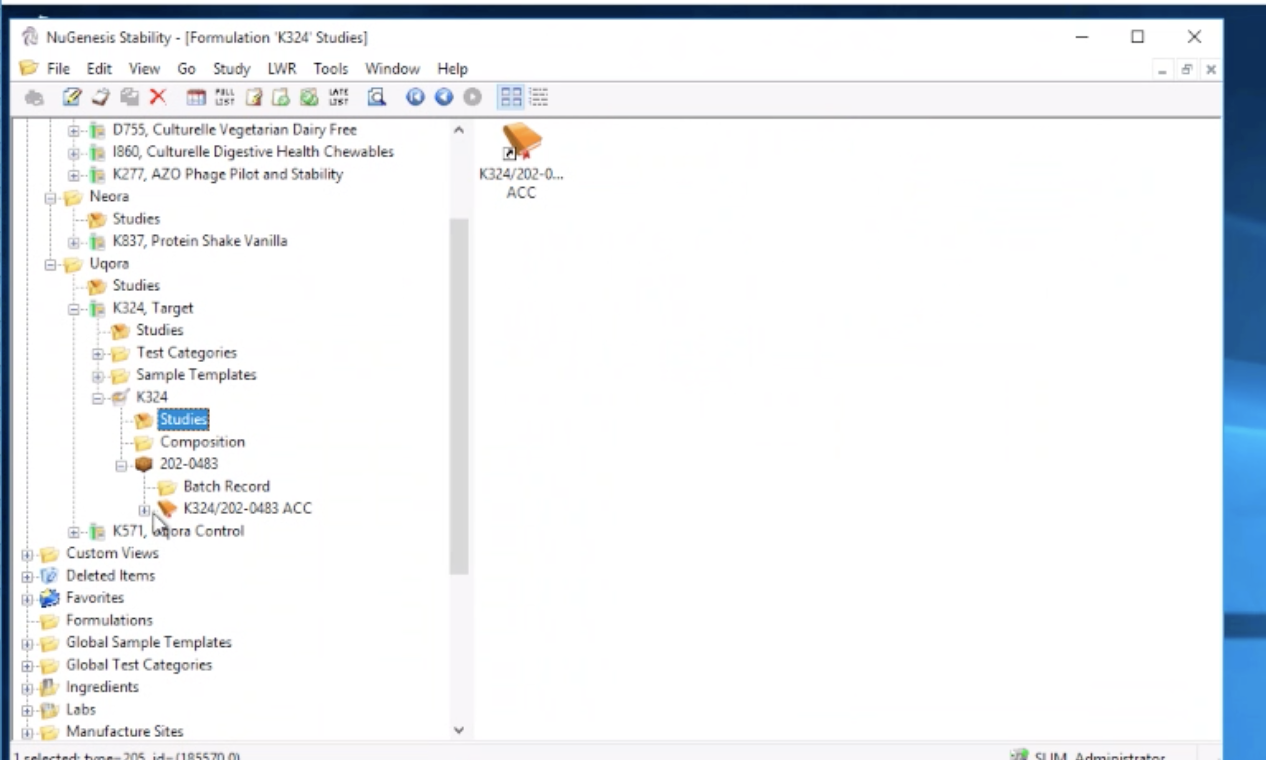 NuGenesis Stability - [Formulation 'K324' Studies]
File Edit View Go Study LWR Tools Window Help
FULL LIST LATE LIST
D755, Culturelle Vegetarian Dairy Free
I860, Culturelle Digestive Health Chewables
K277, AZO Phage Pilot and Stability
Neora
Studies
K837, Protein Shake Vanilla
Uqora
Studies
K324, Target
Studies
Test Categories
Sample Templates
K324
Studies
Composition
202-0483
Batch Record
K324/202-0483 ACC
K571, Uqora Control
Custom Views
Deleted Items
Favorites
Formulations
Global Sample Templates
Global Test Categories
Ingredients
Labs
Manufacture Sites
K324/202-0...
ACC
1 selected: type=205, id=(185570,0)
SLIM_Administrator